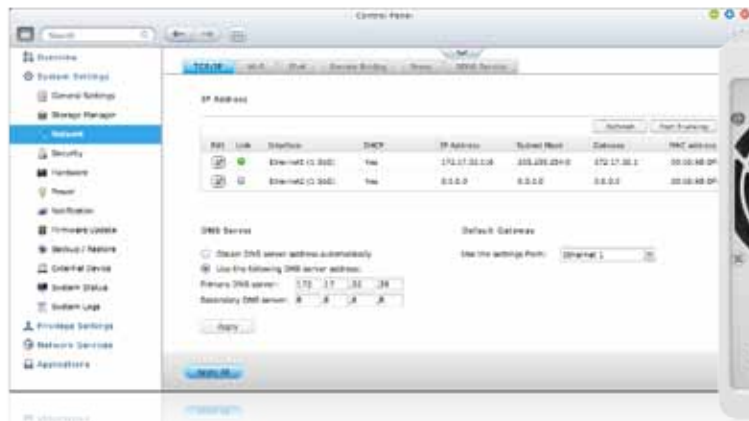 Control Panel
Search
Overview
System Settings
General Settings
Storage Manager
Network
Security
Hardware
Power
Notification
Firmware Update
Backup / Restore
External Device
System Status
System Logs
Privilege Settings
Network Services
Applications
TCP/IP Wi-Fi IPv6 Service Binding Proxy DDNS Service
IP Address
Refresh Port Trunking
Edit Link Interface DHCP IP Address Subnet Mask Gateway MAC address
Ethernet1 (1 GbE) Yes
Ethernet2 (1 GbE) Yes 0.0.0.0 0.0.0.0 0.0.0.0
DNS Server
Obtain DNS server address automatically
Use the following DNS server address:
Primary DNS server:
Secondary DNS server:
Apply
Default Gateway
Use the settings from: Ethernet 1
Apply All